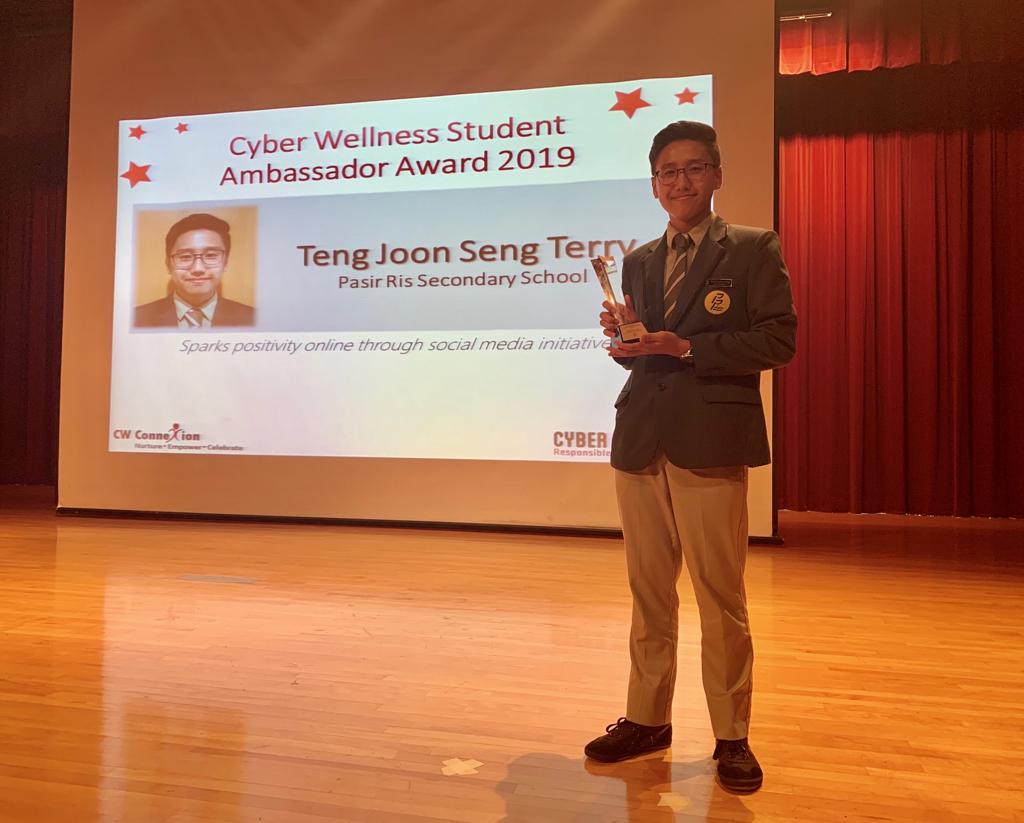 Cyber Wellness Student
Ambassador Award 2019
Teng Joon Seng Terry
Pasir Ris Secondary School
Sparks positivity online through social media initiative
CW Connexion
Nurture • Empower • Celebrate
CYBER
Responsible